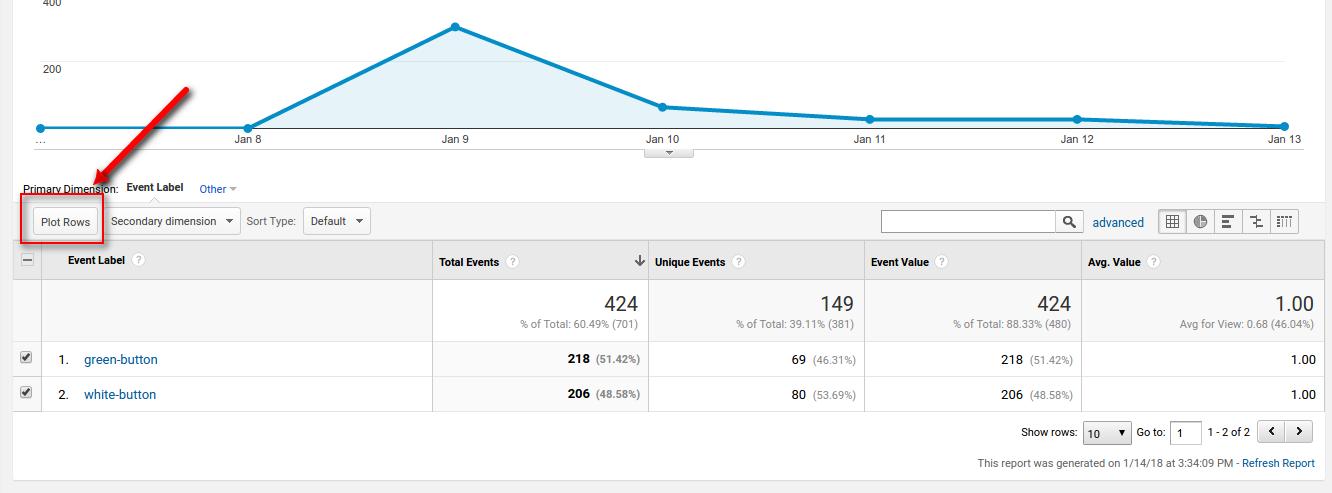 400
200
... Jan 8 Jan 9 Jan 10 Jan 11 Jan 12 Jan 13
Primary Dimension: Event Label Other
Plot Rows Secondary dimension Sort Type: Default advanced
Event Label ? Total Events ? Unique Events ? Event Value ? Avg. Value ?
424 149 424 1.00
% of Total: 60.49% (701) % of Total: 39.11% (381) % of Total: 88.33% (480) Avg for View: 0.68 (46.04%)
1. green-button 218 (51.42%) 69 (46.31%) 218 (51.42%) 1.00
2. white-button 206 (48.58%) 80 (53.69%) 206 (48.58%) 1.00
Show rows: 10 Go to: 1 1 - 2 of 2
This report was generated on 1/14/18 at 3:34:09 PM - Refresh Report